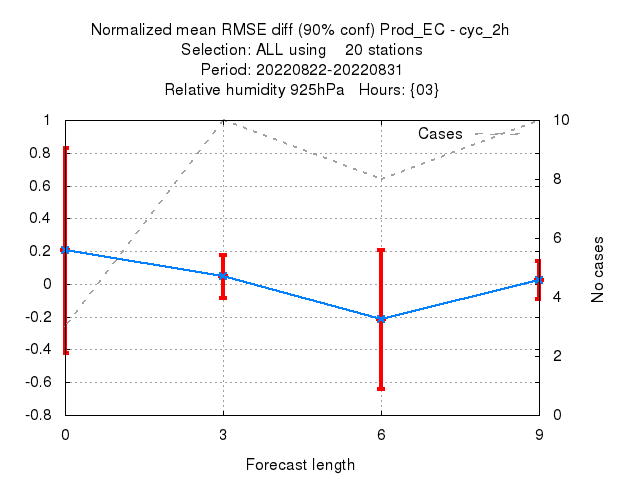 Normalized mean RMSE diff (90% conf) Prod_EC - cyc_2h
Selection: ALL using    20 stations
Period: 20220822-20220831
Relative humidity 925hPa   Hours: {03}
Cases
1
0.8
0.6
0.4
0.2
0
-0.2
-0.4
-0.6
-0.8
10
8
6
4
2
0
No cases
0 3 6 9
Forecast length